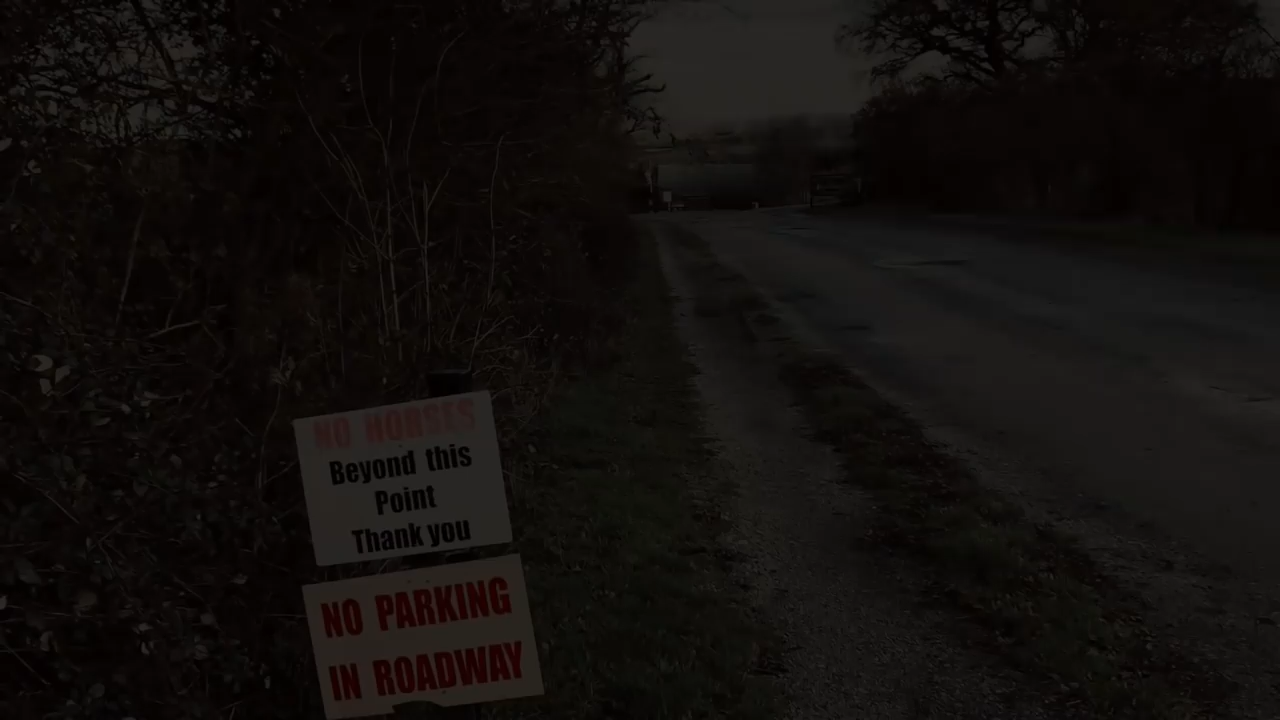 NO HORSES
Beyond this
Point
Thank you
NO PARKING
IN ROADWAY